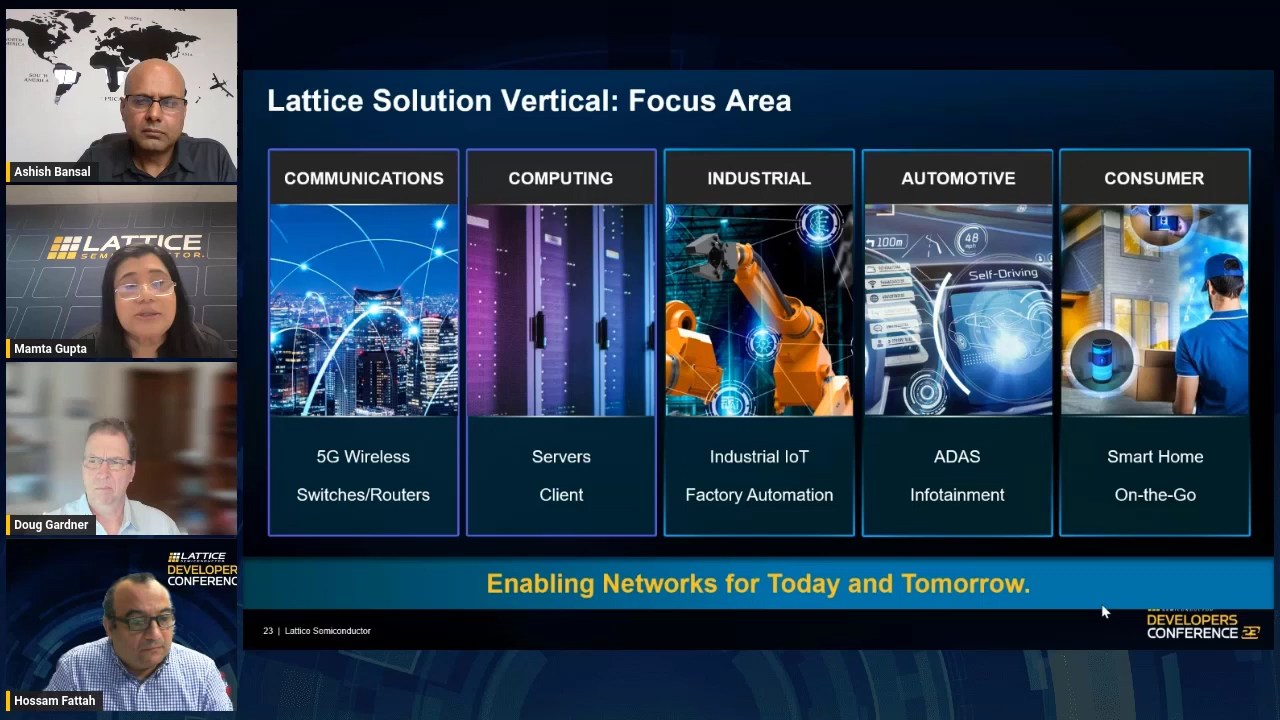 Ashish Bansal
LATTICE
SEMICONDUCTOR.
Mamta Gupta
Doug Gardner
LATTICE
DEVELOPERS
CONFERENC
Hossam Fattah
Lattice Solution Vertical: Focus Area
COMMUNICATIONS
5G Wireless
Switches/Routers
COMPUTING
Servers
Client
INDUSTRIAL
Industrial IoT
Factory Automation
AUTOMOTIVE
100m
48
mph
Self-Driving
ADAS
Infotainment
CONSUMER
Smart Home
On-the-Go
Enabling Networks for Today and Tomorrow.
23 | Lattice Semiconductor
DEVELOPERS
CONFERENCE 23